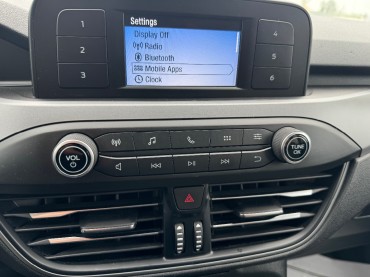 Settings
Display Off
Radio
Bluetooth
Mobile Apps
Clock
1
2
3
4
5
6
VOL
TUNE
OK